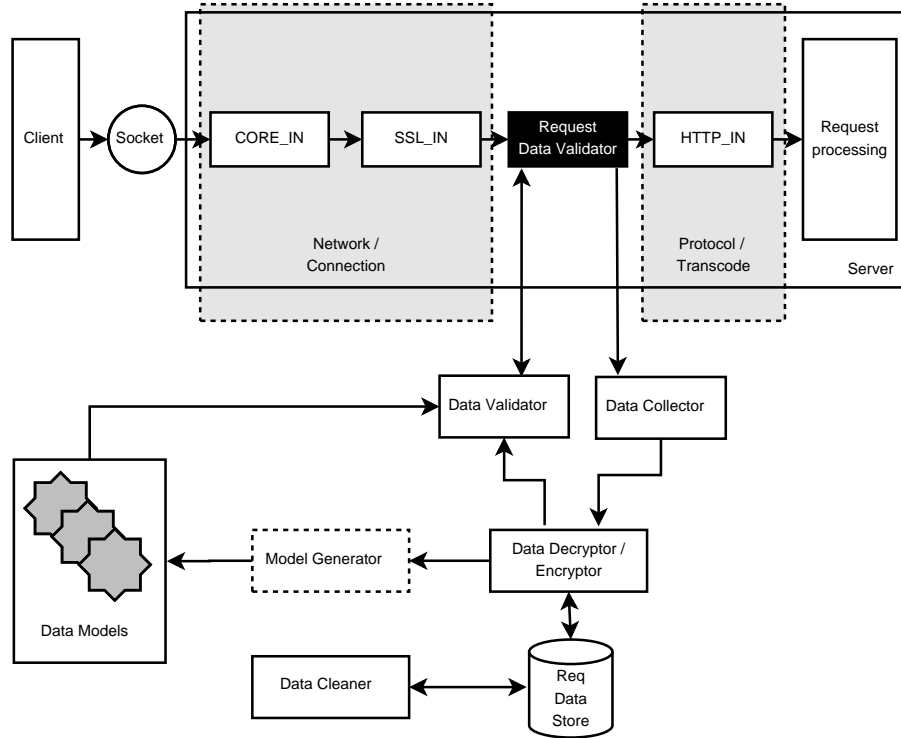 Client
Socket
CORE_IN
SSL_IN
Request
Data Validator
HTTP_IN
Request
processing
Network /
Connection
Protocol /
Transcode
Server
Data Validator
Data Collector
Model Generator
Data Decryptor /
Encryptor
Data Models
Data Cleaner
Req
Data
Store